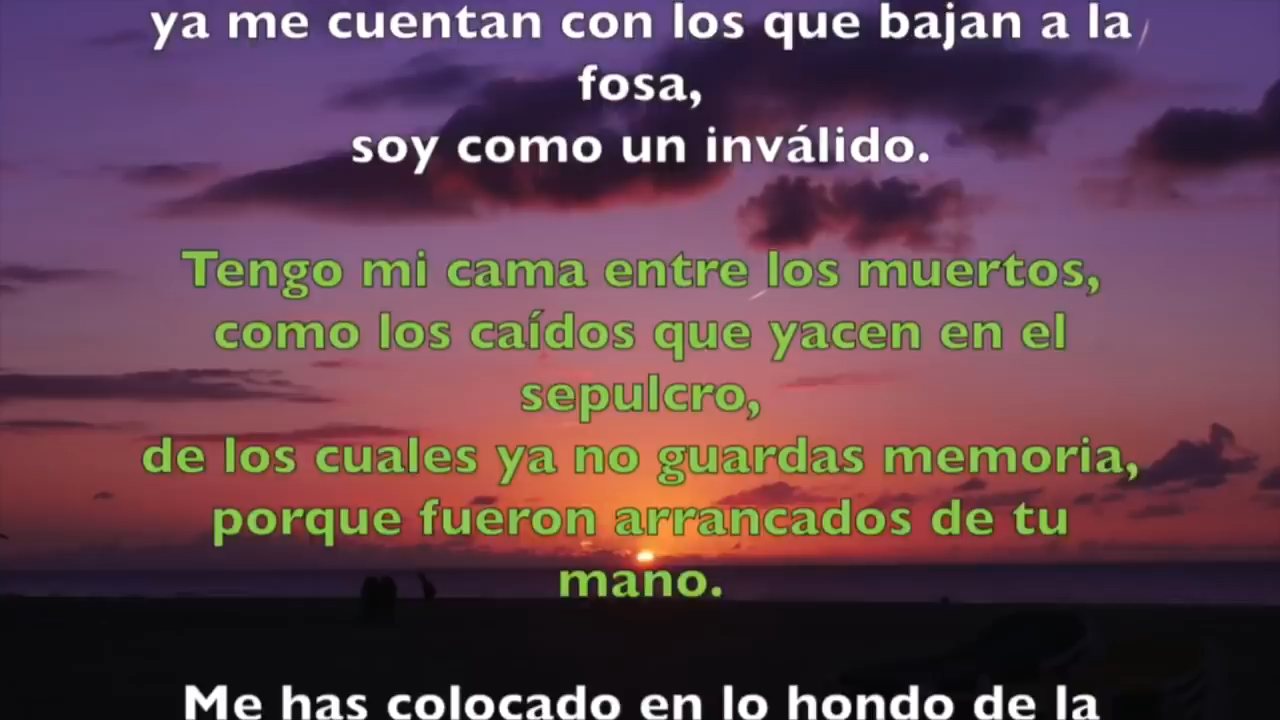 ya me cuentan con los que bajan a la
fosa,
soy como un inválido.
Tengo mi cama entre los muertos,
como los caídos que yacen en el
sepulcro,
de los cuales ya no guardas memoria,
porque fueron arrancados de tu
mano.
Me has colocado en lo hondo de la